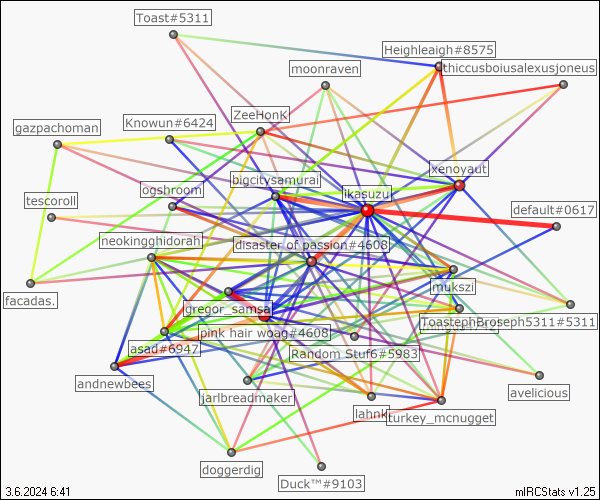 Toast#5311
Heighleigh#8575
moonraven
thiccusboiusalexusjoneus
Knowun#6424
ZeeHonK
gazpachoman
xenoyaut
bigcitysamurai
ogshroom
ikasuzu
tescoroll
default#0617
neokingghidorah
disaster of passion#4608
mukszi
facadas.
gregor_samsa
ToastephBroseph5311#5311
pink hair woag#4608
asad#6947
Random Stuf6#5983
andnewbees
jarlbreadmaker
avelicious
lahnk
turkey_mcnugget
doggerdig
Duck™#9103
3.6.2024 6:41
mIRCStats v1.25